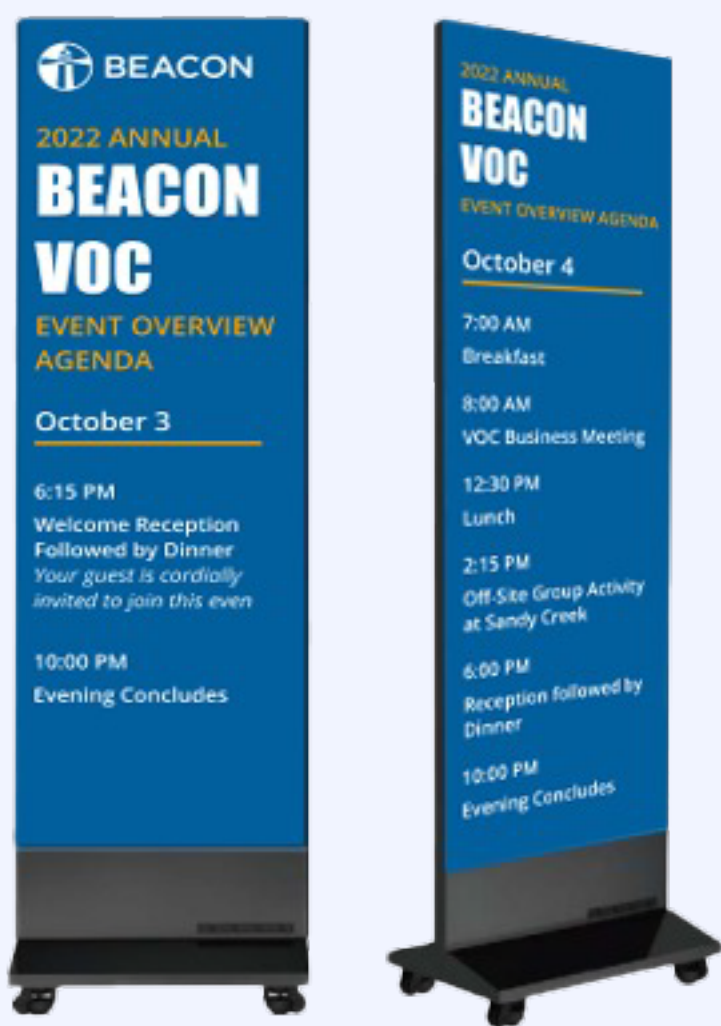 BEACON
2022 ANNUAL
BEACON
VOC
EVENT OVERVIEW
AGENDA
October 3
6:15 PM
Welcome Reception
Followed by Dinner
Your guest is cordially
invited to join this even
10:00 PM
Evening Concludes
2022 ANNUAL
BEACON
VOC
EVENT OVERVIEW AGENDA
October 4
7:00 AM
Breakfast
8:00 AM
VOC Business Meeting
12:30 PM
Lunch
2:15 PM
Off-Site Group Activity
at Sandy Creek
6:00 PM
Reception followed by
Dinner
10:00 PM
Evening Concludes